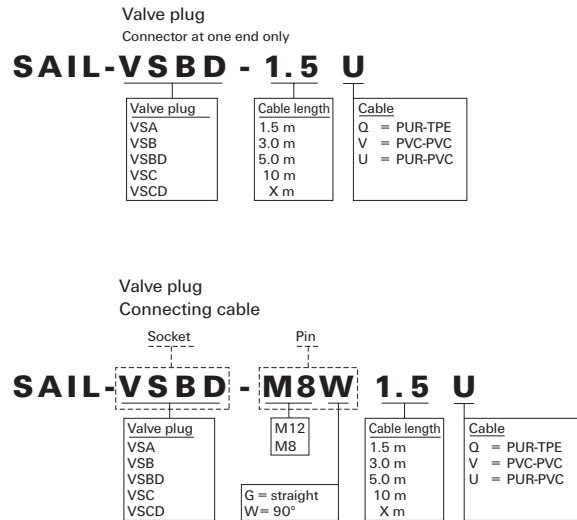 Valve plug
Connector at one end only
SAIL-VSBD - 1.5 U
Valve plug
VSA
VSB
VSBD
VSC
VSCD
Cable length
1.5 m
3.0 m
5.0 m
10 m
X m
Cable
Q = PUR-TPE
V = PVC-PVC
U = PUR-PVC
Valve plug
Connecting cable
Socket Pin
SAIL-VSBD - M8W 1.5 U
Valve plug
VSA
VSB
VSBD
VSC
VSCD
M12
M8
G = straight
W = 90°
Cable length
1.5 m
3.0 m
5.0 m
10 m
X m
Cable
Q = PUR-TPE
V = PVC-PVC
U = PUR-PVC